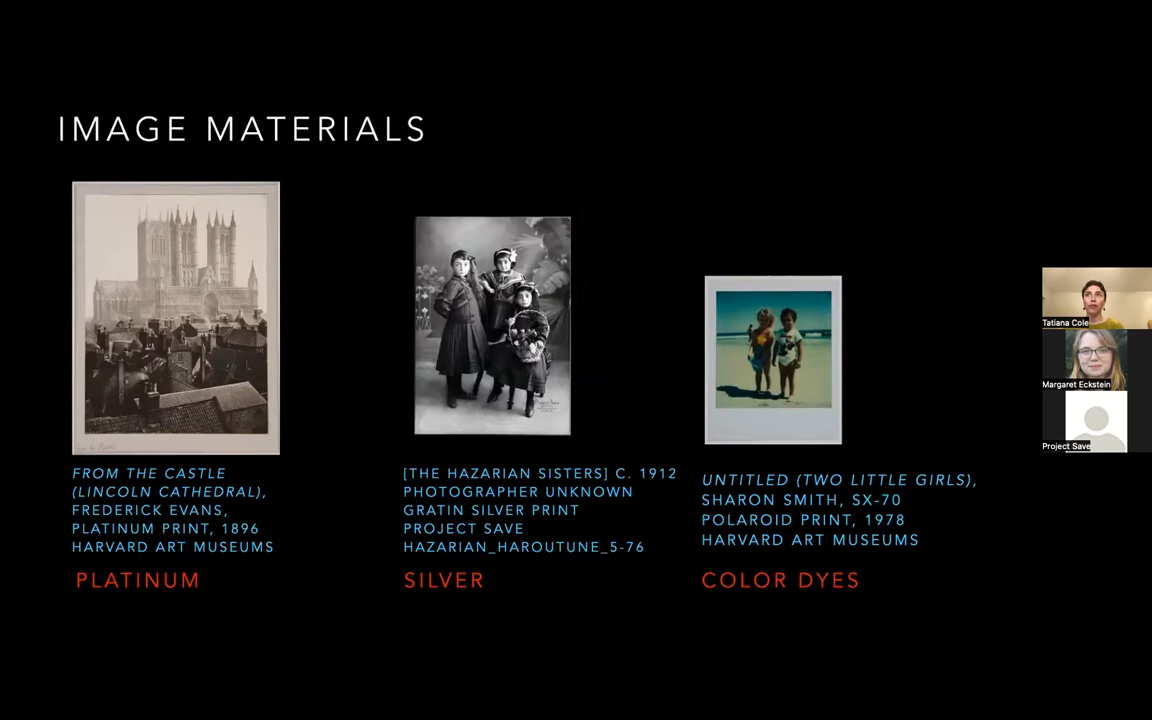 IMAGE MATERIALS
FROM THE CASTLE
(LINCOLN CATHEDRAL),
FREDERICK EVANS,
PLATINUM PRINT, 1896
HARVARD ART MUSEUMS
PLATINUM
[THE HAZARIAN SISTERS] C. 1912
PHOTOGRAPHER UNKNOWN
GRATIN SILVER PRINT
PROJECT SAVE
HAZARIAN_HAROUTUNE_5-76
SILVER
UNTITLED (TWO LITTLE GIRLS),
SHARON SMITH, SX-70
POLAROID PRINT, 1978
HARVARD ART MUSEUMS
COLOR DYES
Tatiana Cole
Margaret Eckstein
Project Save